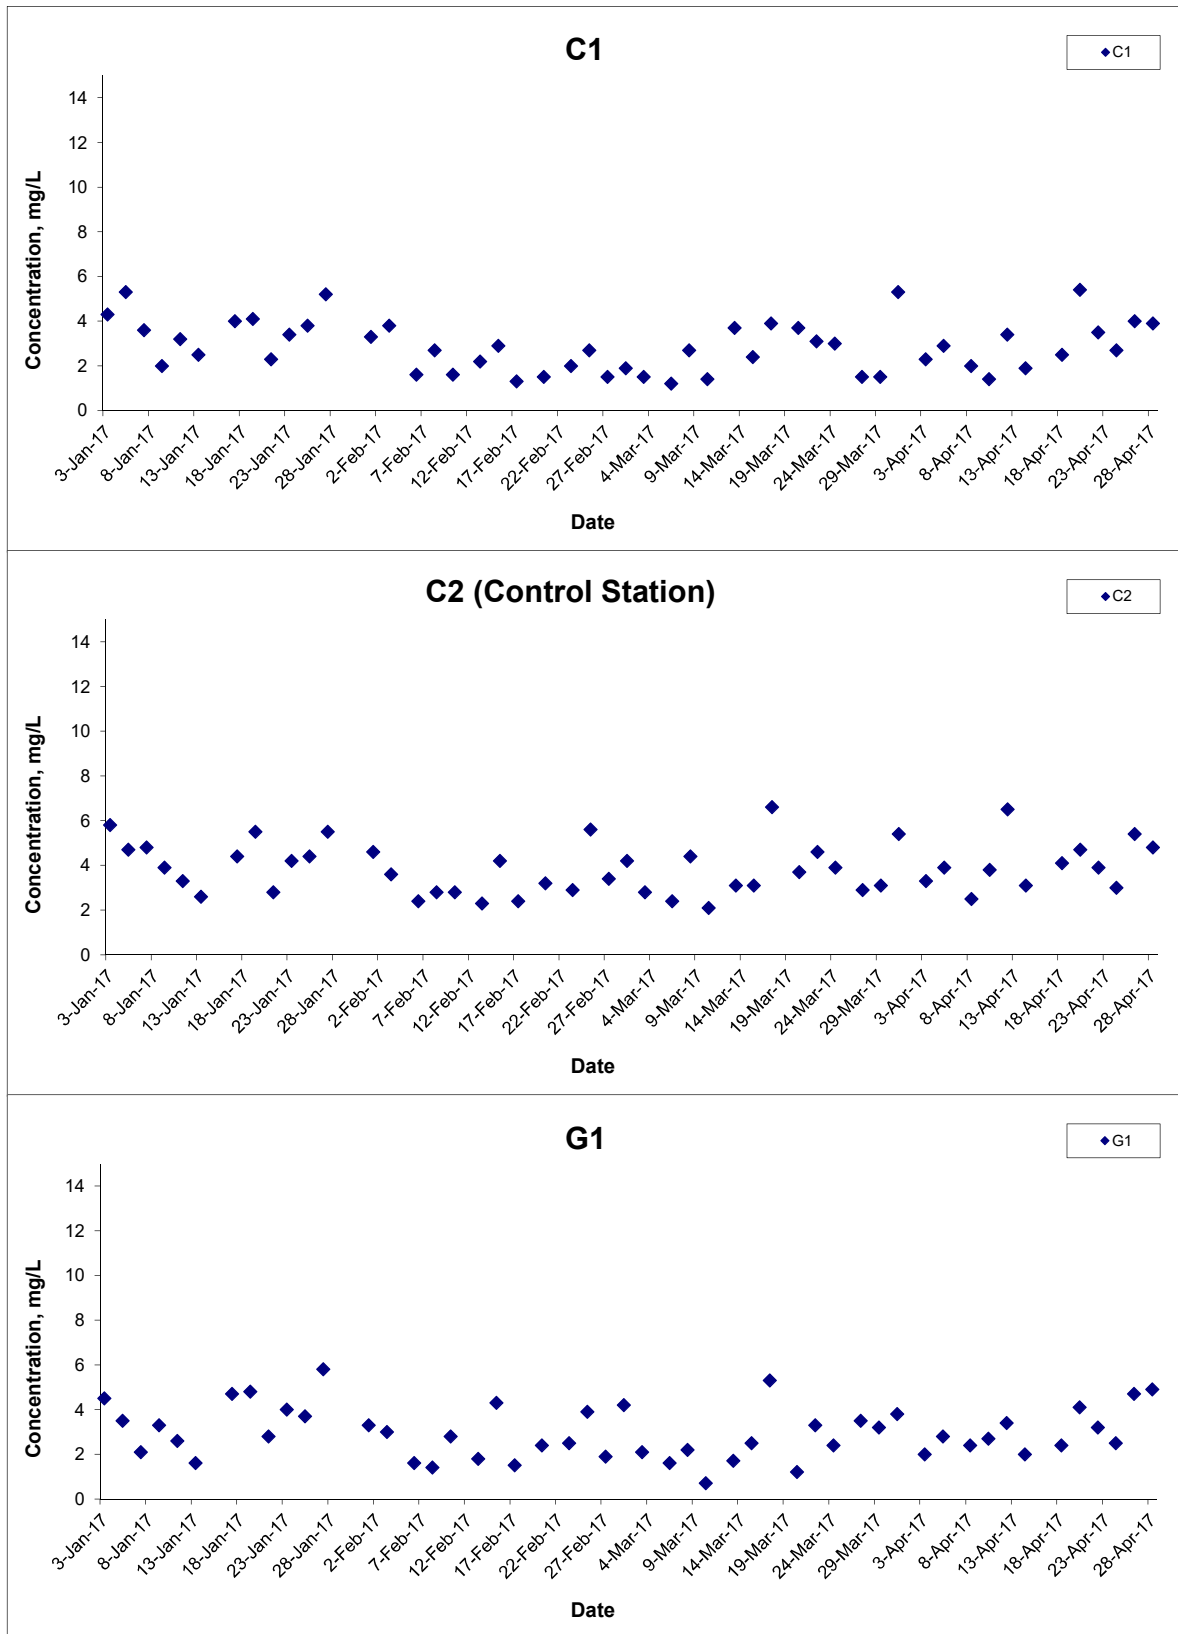 C1
C1
14
12
10
8
6
4
2
0
Concentration, mg/L
3-Jan-17
8-Jan-17
13-Jan-17
18-Jan-17
23-Jan-17
28-Jan-17
2-Feb-17
7-Feb-17
12-Feb-17
17-Feb-17
22-Feb-17
27-Feb-17
4-Mar-17
9-Mar-17
14-Mar-17
19-Mar-17
24-Mar-17
29-Mar-17
3-Apr-17
8-Apr-17
13-Apr-17
18-Apr-17
23-Apr-17
28-Apr-17
Date
C2 (Control Station)
C2
14
12
10
8
6
4
2
0
Concentration, mg/L
3-Jan-17
8-Jan-17
13-Jan-17
18-Jan-17
23-Jan-17
28-Jan-17
2-Feb-17
7-Feb-17
12-Feb-17
17-Feb-17
22-Feb-17
27-Feb-17
4-Mar-17
9-Mar-17
14-Mar-17
19-Mar-17
24-Mar-17
29-Mar-17
3-Apr-17
8-Apr-17
13-Apr-17
18-Apr-17
23-Apr-17
28-Apr-17
Date
G1
G1
14
12
10
8
6
4
2
0
Concentration, mg/L
3-Jan-17
8-Jan-17
13-Jan-17
18-Jan-17
23-Jan-17
28-Jan-17
2-Feb-17
7-Feb-17
12-Feb-17
17-Feb-17
22-Feb-17
27-Feb-17
4-Mar-17
9-Mar-17
14-Mar-17
19-Mar-17
24-Mar-17
29-Mar-17
3-Apr-17
8-Apr-17
13-Apr-17
18-Apr-17
23-Apr-17
28-Apr-17
Date